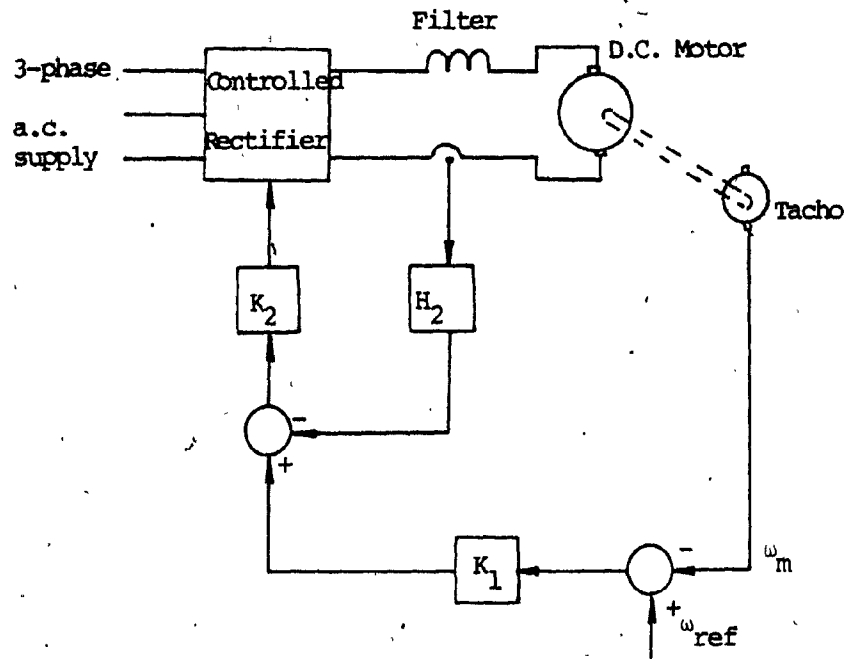 Filter
D.C. Motor
3-phase
Controlled
a.c.
supply
Rectifier
Tacho
K2
H2
-
+
K1
-
ωm
+
ωref